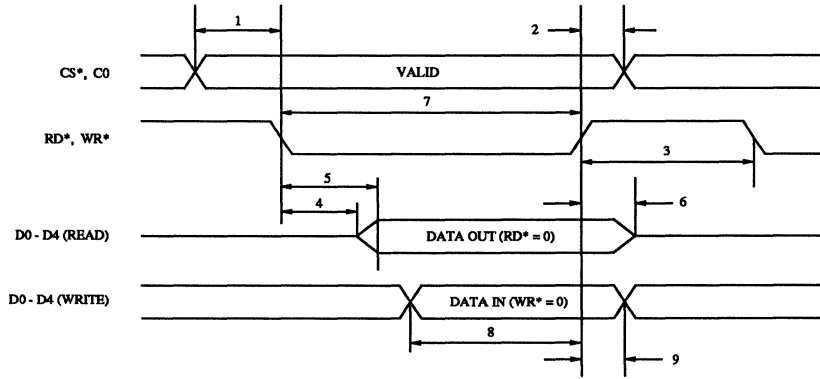 1
2
CS*, C0
VALID
7
RD*, WR*
3
5
4
6
D0 - D4 (READ)
DATA OUT (RD* = 0)
D0 - D4 (WRITE)
DATA IN (WR* = 0)
8
9